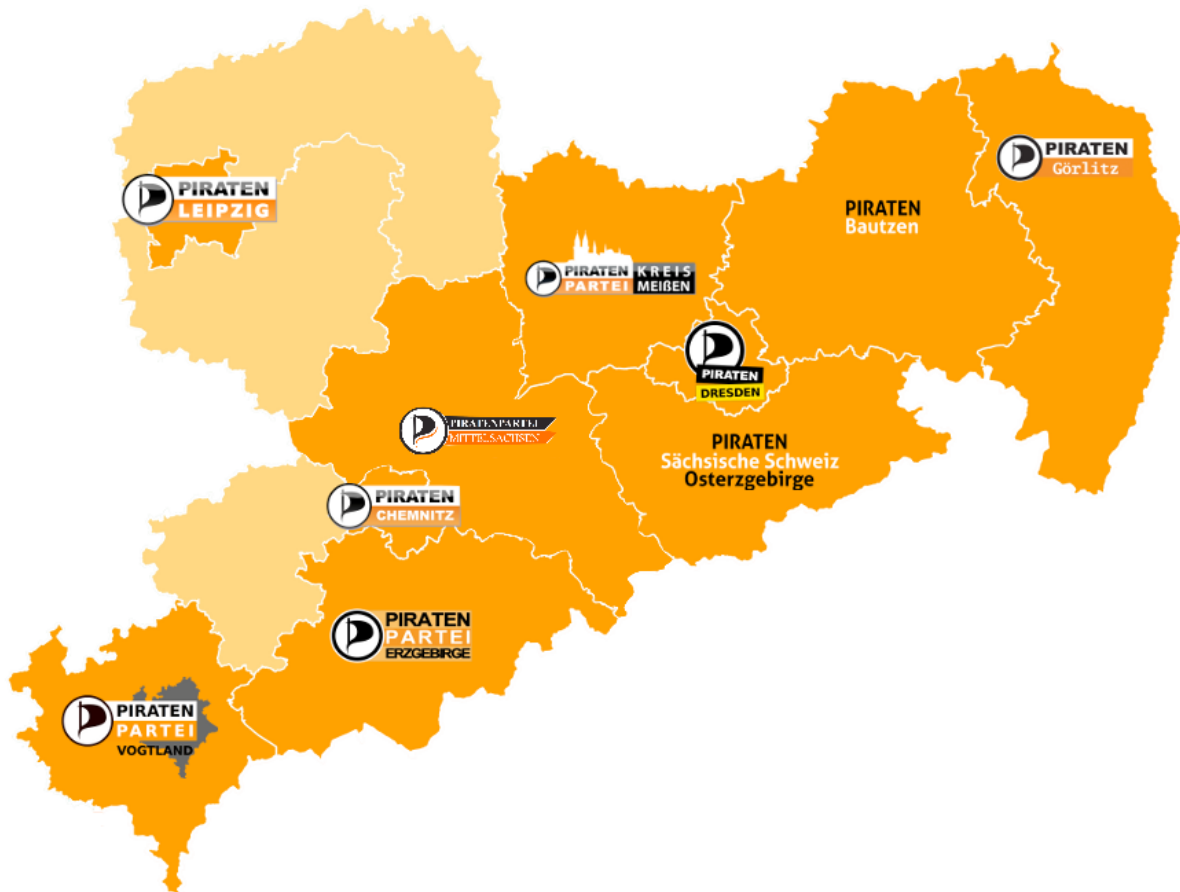 PIRATEN
Görlitz
PIRATEN
LEIPZIG
PIRATEN
Bautzen
PIRATEN KREIS
PARTEI MEIßEN
PIRATEN
DRESDEN
PIRATENPARTEI
MITTELSACHSEN
PIRATEN
Sächsische Schweiz
Osterzgebirge
PIRATEN
CHEMNITZ
PIRATEN
PARTEI
ERZGEBIRGE
PIRATEN
PARTEI
VOGTLAND